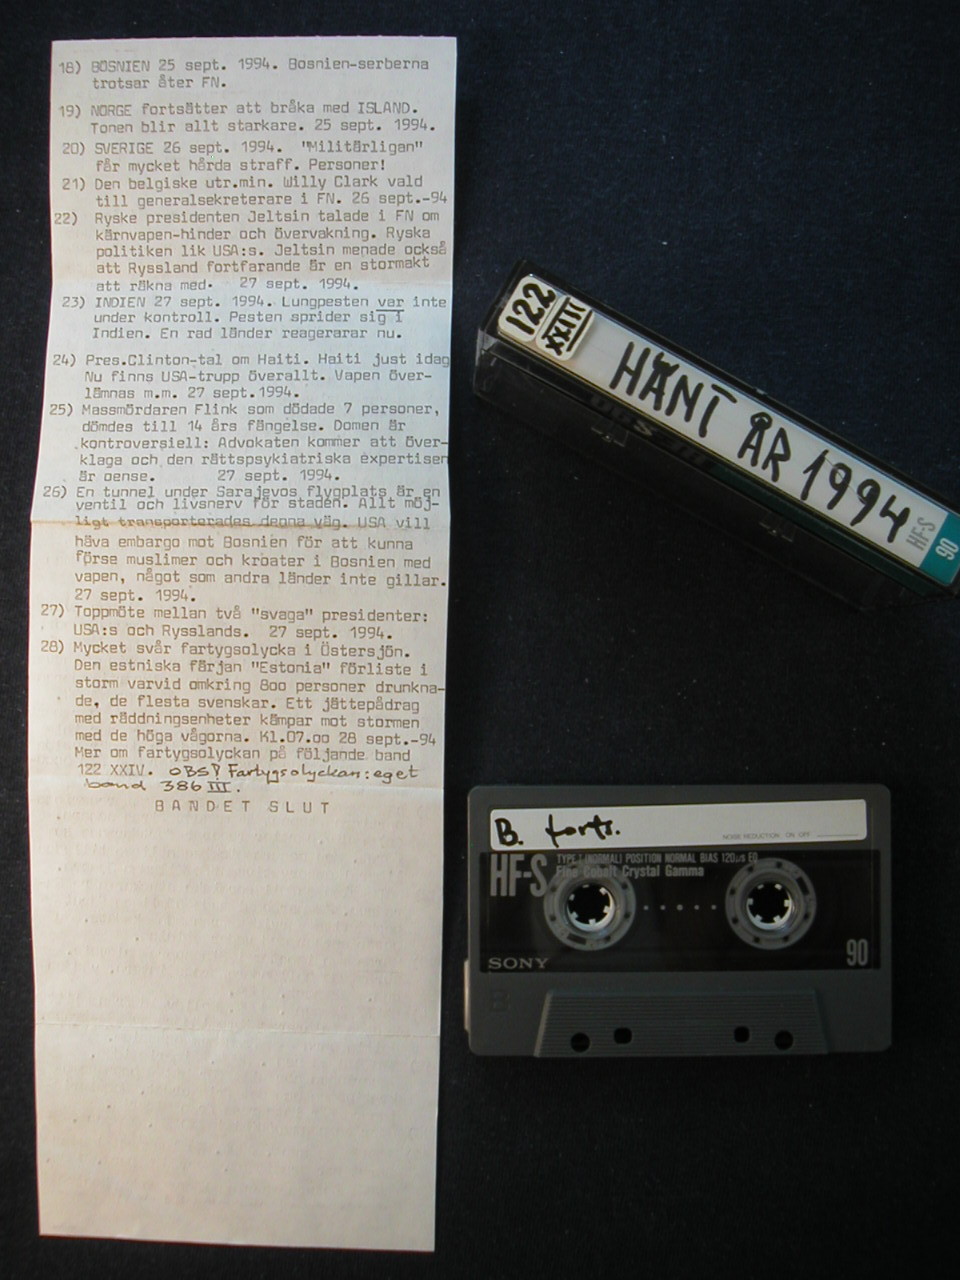 18) BOSNIEN 25 sept. 1994. Bosnien-serberna
trotsar åter FN.
19) NORGE fortsätter att bråka med ISLAND.
Tonen blir allt starkare. 25 sept. 1994.
20) SVERIGE 26 sept. 1994. "Militärligan"
får mycket hårda straff. Personer!
21) Den belgiske utr.min. Willy Clark vald
till generalsekreterare i FN. 26 sept.-94
22) Ryske presidenten Jeltsin talade i FN om
kärnvapen-hinder och övervakning. Ryska
politiken lik USA:s. Jeltsin menade också
att Ryssland fortfarande är en stormakt
att räkna med. 27 sept. 1994.
23) INDIEN 27 sept. 1994. Lungpesten var inte
under kontroll. Pesten sprider sig i
Indien. En rad länder reagerarar nu.
24) Pres.Clinton-tal om Haiti. Haiti just idag
Nu finns USA-trupp överallt. Vapen över-
lämnas m.m. 27 sept.1994.
25) Massmördaren Flink som dödade 7 personer,
dömdes till 14 års fängelse. Domen är
kontroversiell: Advokaten kommer att över-
klaga och den rättspsykiatriska expertisen
är oense. 27 sept. 1994.
26) En tunnel under Sarajevos flygplats är en
ventil och livsnerv för staden. Allt möj-
ligt transporterades denna väg. USA vill
häva embargo mot Bosnien för att kunna
förse muslimer och kroater i Bosnien med
vapen, något som andra länder inte gillar.
27 sept. 1994.
27) Toppmöte mellan två "svaga" presidenter:
USA:s och Rysslands. 27 sept. 1994.
28) Mycket svår fartygsolycka i Östersjön.
Den estniska färjan "Estonia" förliste i
storm varvid omkring 8oo personer drunkna-
de, de flesta svenskar. Ett jättepådrag
med räddningsenheter kämpar mot stormen
med de höga vågorna. Kl.07.oo 28 sept.-94
Mer om fartygsolyckan på följande band
122 XXIV. OBS! Fartygsolyckan: eget
band 386 III.
BANDET SLUT
122
XXIII
HÄNT ÅR 1994
HF-S
90
B. forts.
NOISE REDUCTION ON OFF
HF-S
TYPE I (NORMAL) POSITION NORMAL BIAS 120µs EQ
Fine Cobalt Crystal Gamma
SONY
90
B